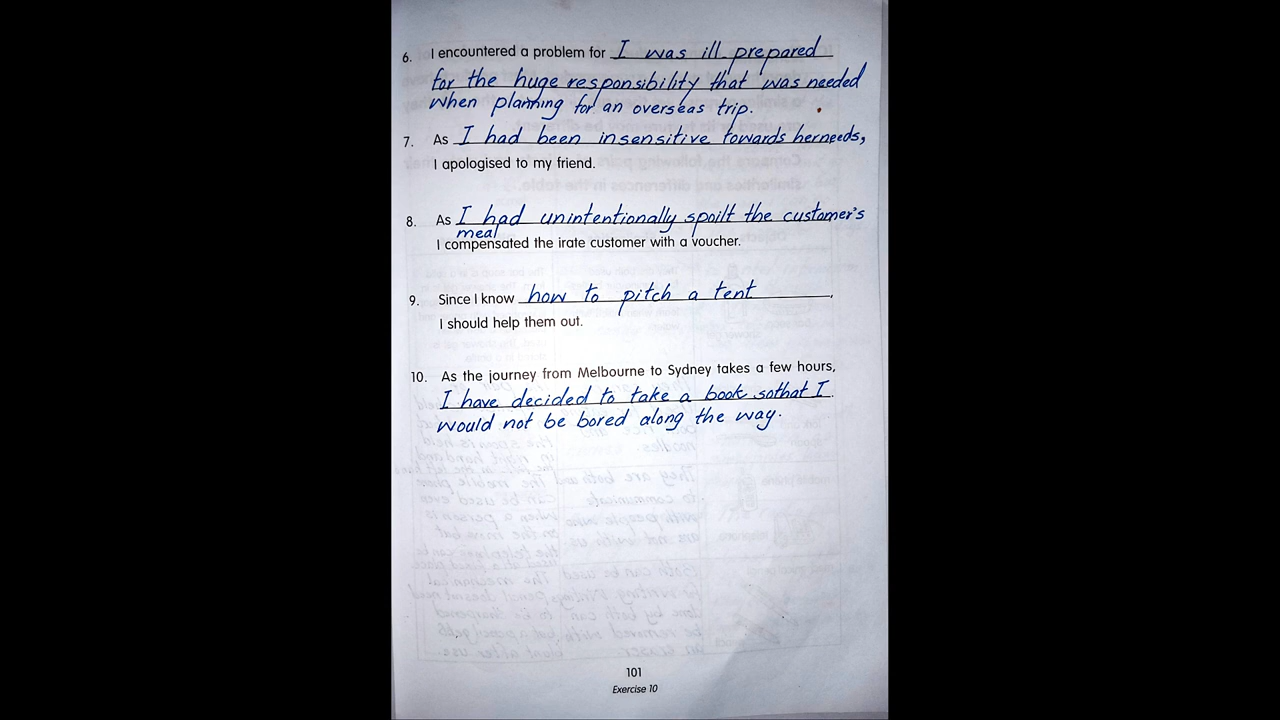 6. I encountered a problem for I was ill prepared
for the huge responsibility that was needed
when planning for an overseas trip.
7. As I had been insensitive towards her needs,
I apologised to my friend.
8. As I had unintentionally spoilt the customer's
meal
I compensated the irate customer with a voucher.
9. Since I know how to pitch a tent,
I should help them out.
10. As the journey from Melbourne to Sydney takes a few hours,
I have decided to take a book sothat I
would not be bored along the way.
101
Exercise 10